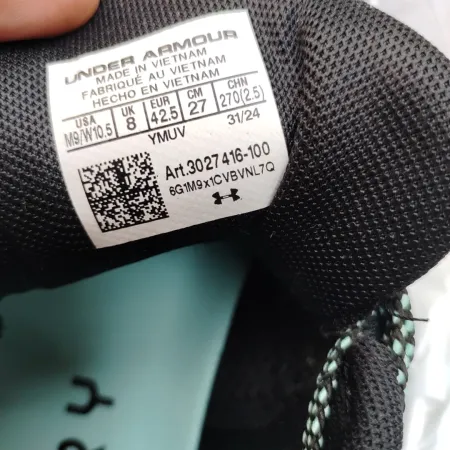 UNDER ARMOUR
MADE IN VIETNAM
FABRIQUÉ AU VIETNAM
HECHO EN VIETNAM
USA UK EUR CM CHN
M9/W10.5 8 42.5 27 270(2.5)
YMUV 31/24
Art.3027416-100
6G1M9x1CVBVNL7Q
R Y